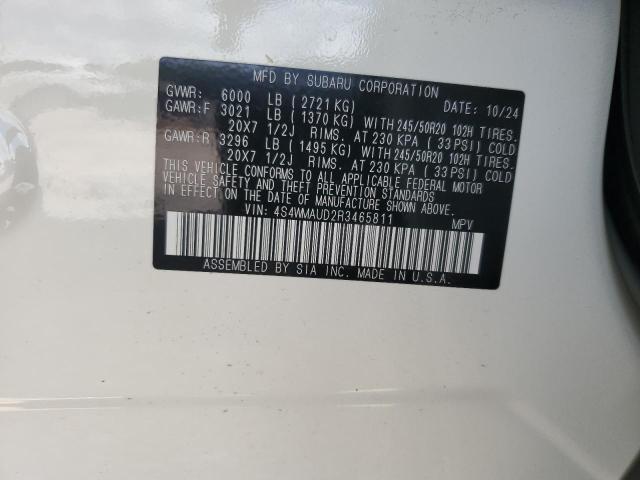 MFD BY SUBARU CORPORATION
GVWR: 6000 LB ( 2721 KG) DATE: 10/24
GAWR:F 3021 LB ( 1370 KG) WITH 245/50R20 102H TIRES.
20X7 1/2J RIMS. AT 230 KPA ( 33 PSI) COLD
GAWR:R 3296 LB ( 1495 KG) WITH 245/50R20 102H TIRES.
20X7 1/2J RIMS. AT 230 KPA ( 33 PSI) COLD
THIS VEHICLE CONFORMS TO ALL APPLICABLE FEDERAL MOTOR
VEHICLE SAFETY AND THEFT PREVENTION STANDARDS
IN EFFECT ON THE DATE OF MANUFACTURE SHOWN ABOVE.
VIN: 4S4WMAUD2R3465811 MPV
ASSEMBLED BY SIA INC. MADE IN U.S.A.